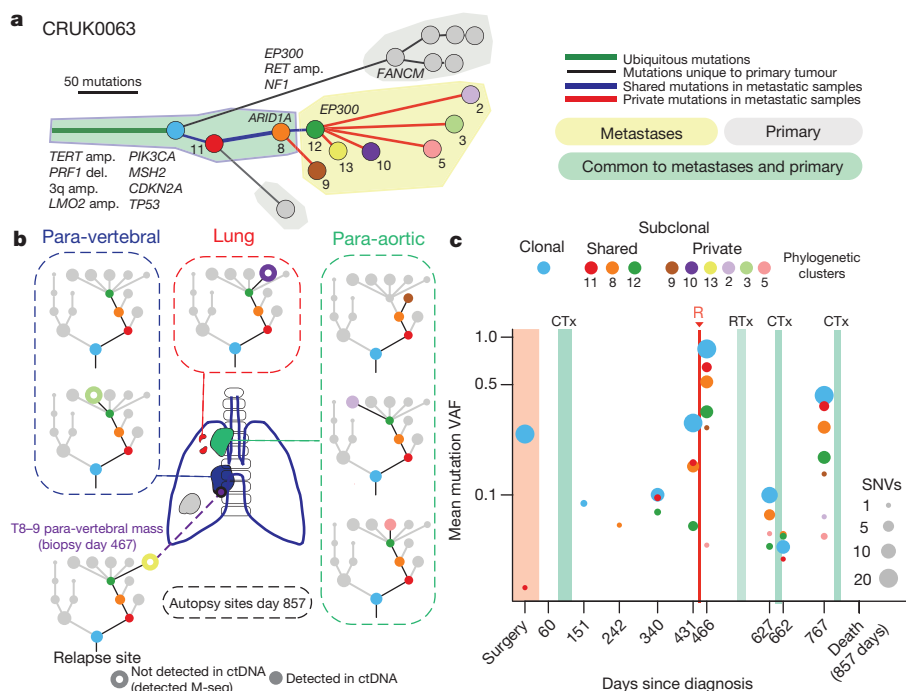 a
CRUK0063
50 mutations
EP300
RET amp.
NF1
FANCM
ARID1A
EP300
11
8
12
13
10
9
5
3
2
TERT amp.
PRF1 del.
3q amp.
LMO2 amp.
PIK3CA
MSH2
CDKN2A
TP53
Ubiquitous mutations
Mutations unique to primary tumour
Shared mutations in metastatic samples
Private mutations in metastatic samples
Metastases
Primary
Common to metastases and primary
b
Para-vertebral
Lung
Para-aortic
T8–9 para-vertebral mass
(biopsy day 467)
Autopsy sites day 857
Relapse site
Not detected in ctDNA
(detected M-seq)
Detected in ctDNA
c
Subclonal
Clonal
Shared
Private
Phylogenetic
clusters
11 8 12 9 10 13 2 3 5
R
CTx
RTx
CTx
CTx
Mean mutation VAF
1.0
0.5
0.1
SNVs
1
5
10
20
Surgery
60
151
242
340
431
466
627
662
767
Death
(857 days)
Days since diagnosis